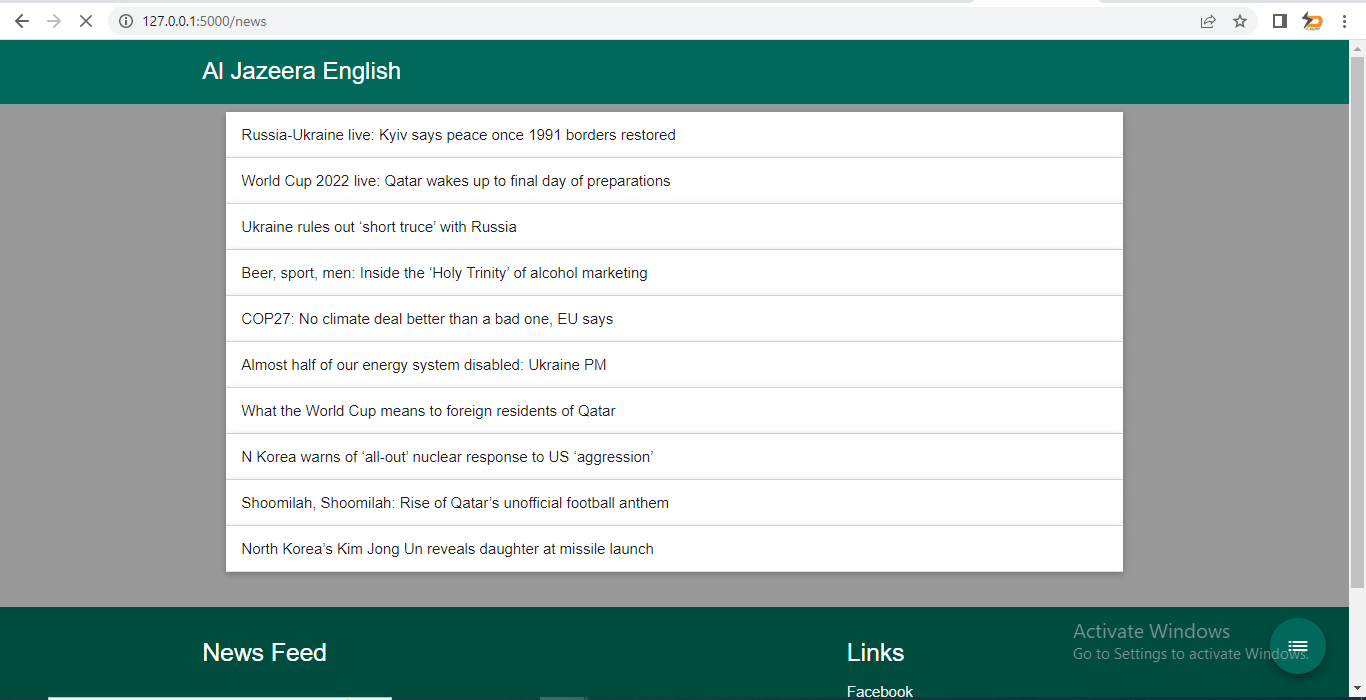 127.0.0.1:5000/news
Al Jazeera English
Russia-Ukraine live: Kyiv says peace once 1991 borders restored
World Cup 2022 live: Qatar wakes up to final day of preparations
Ukraine rules out ‘short truce’ with Russia
Beer, sport, men: Inside the ‘Holy Trinity’ of alcohol marketing
COP27: No climate deal better than a bad one, EU says
Almost half of our energy system disabled: Ukraine PM
What the World Cup means to foreign residents of Qatar
N Korea warns of ‘all-out’ nuclear response to US ‘aggression’
Shoomilah, Shoomilah: Rise of Qatar’s unofficial football anthem
North Korea’s Kim Jong Un reveals daughter at missile launch
News Feed
Links
Facebook
Activate Windows
Go to Settings to activate Windows.